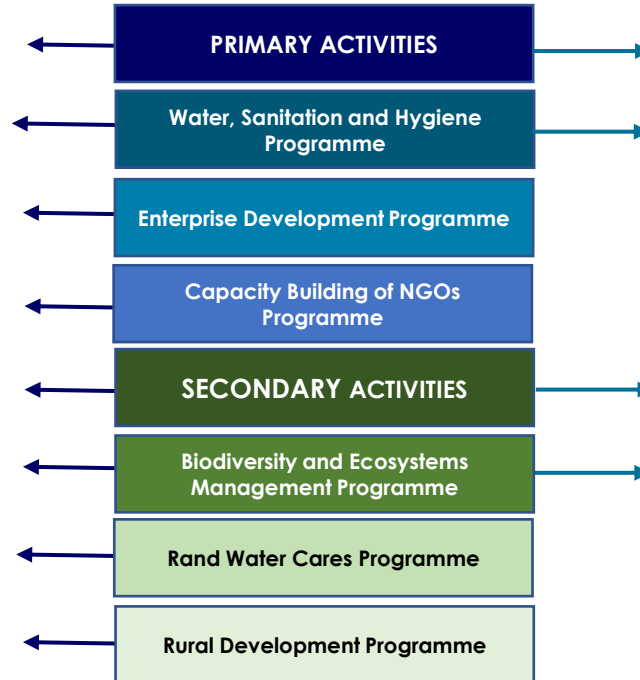 PRIMARY ACTIVITIES
Water, Sanitation and Hygiene
Programme
Enterprise Development Programme
Capacity Building of NGOs
Programme
SECONDARY ACTIVITIES
Biodiversity and Ecosystems
Management Programme
Rand Water Cares Programme
Rural Development Programme